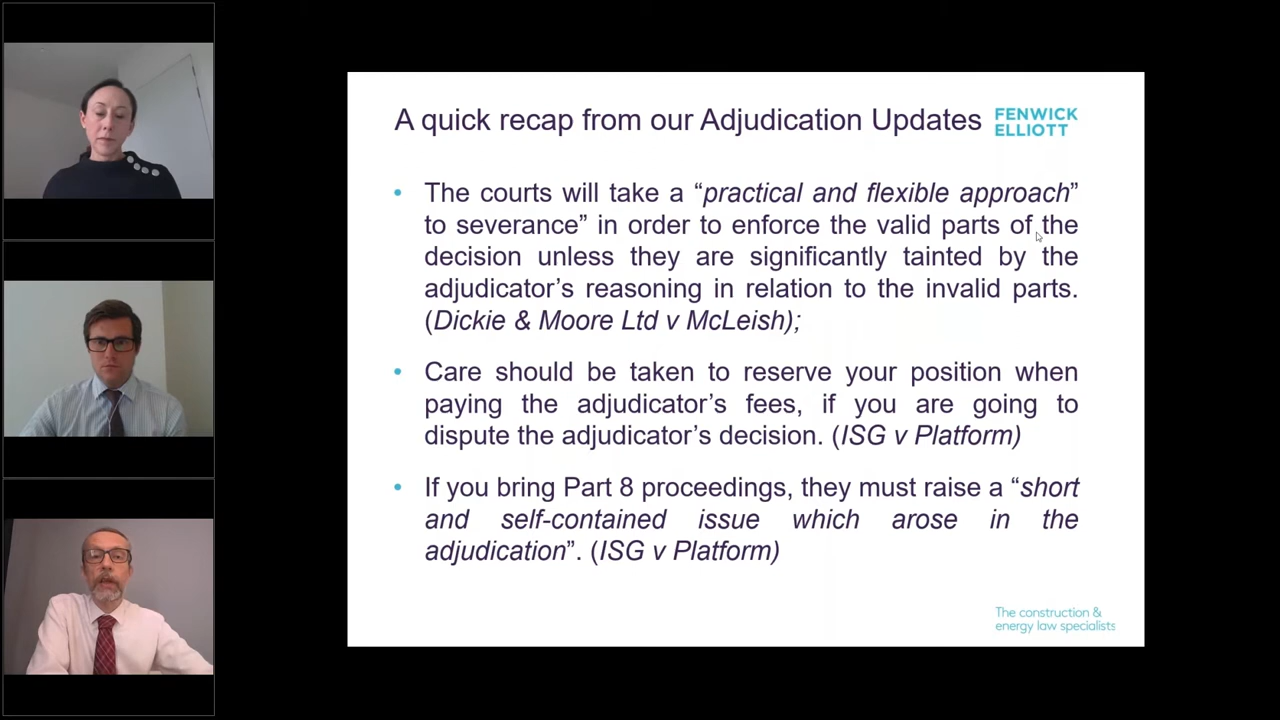 A quick recap from our Adjudication Updates
FENWICK
ELLIOTT
• The courts will take a “practical and flexible approach”
to severance” in order to enforce the valid parts of the
decision unless they are significantly tainted by the
adjudicator’s reasoning in relation to the invalid parts.
(Dickie & Moore Ltd v McLeish);
• Care should be taken to reserve your position when
paying the adjudicator’s fees, if you are going to
dispute the adjudicator’s decision. (ISG v Platform)
• If you bring Part 8 proceedings, they must raise a “short
and self-contained issue which arose in the
adjudication”. (ISG v Platform)
The construction &
energy law specialists